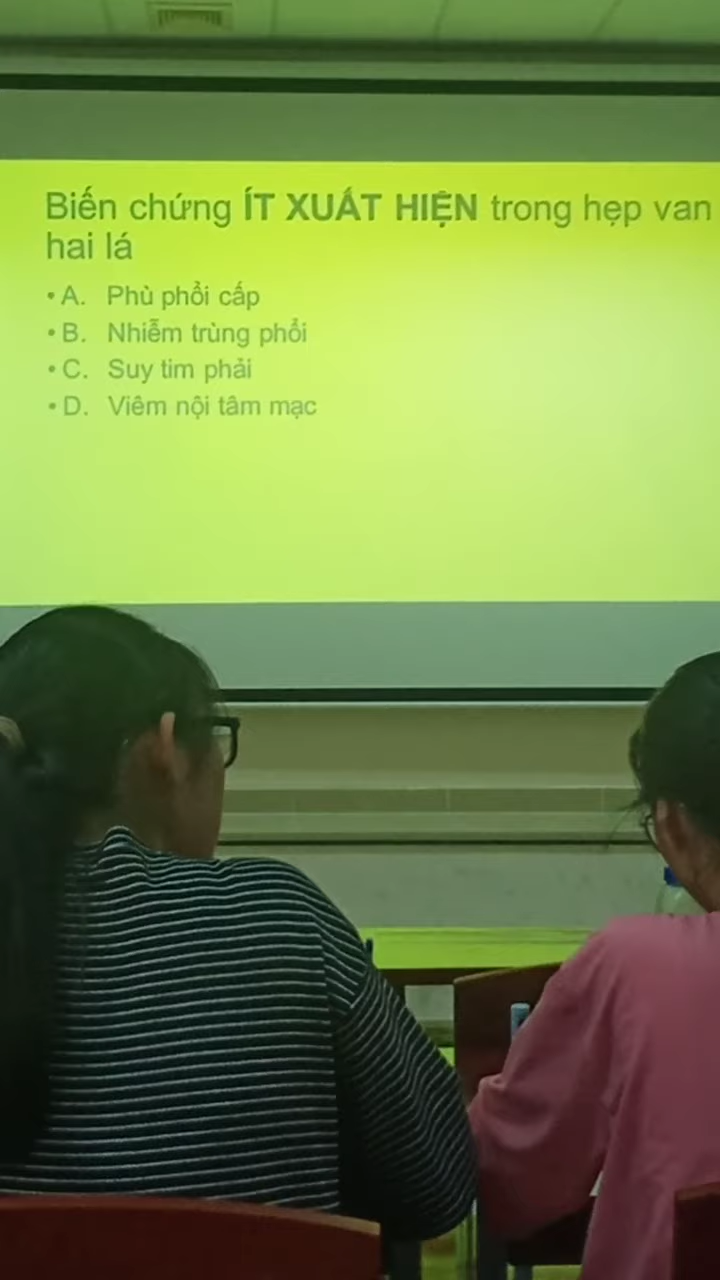 Biến chứng ÍT XUẤT HIỆN trong hẹp van
hai lá
• A. Phù phổi cấp
• B. Nhiễm trùng phổi
• C. Suy tim phải
• D. Viêm nội tâm mạc